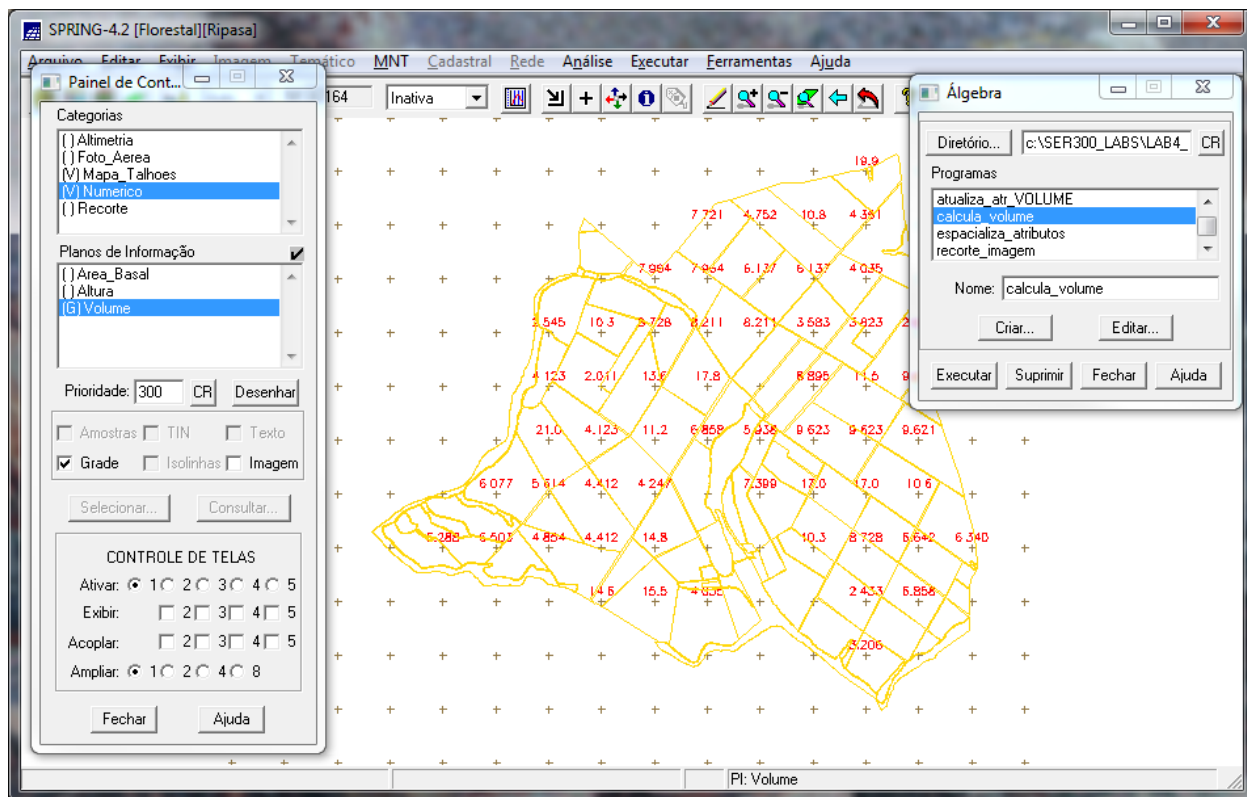 SPRING-4.2 [Florestal][Ripasa]
Arquivo Editar Exibir Imagem Temático MNT Cadastral Rede Análise Executar Ferramentas Ajuda
164 Inativa
Painel de Cont...
Categorias
( ) Altimetria
( ) Foto_Aerea
(V) Mapa_Talhoes
(V) Numerico
( ) Recorte
Planos de Informação
( ) Area_Basal
( ) Altura
(G) Volume
Prioridade: 300 CR Desenhar
Amostras TIN Texto
Grade Isolinhas Imagem
Selecionar... Consultar...
CONTROLE DE TELAS
Ativar: 1 2 3 4 5
Exibir: 2 3 4 5
Acoplar: 2 3 4 5
Ampliar: 1 2 4 8
Fechar Ajuda
Álgebra
Diretório... c:\SER300_LABS\LAB4_ CR
Programas
atualiza_atr_VOLUME
calcula_volume
espacializa_atributos
recorte_imagem
Nome: calcula_volume
Criar... Editar...
Executar Suprimir Fechar Ajuda
19.9
7.721 4.752 10.8 4.351
7.964 7.964 6.137 6.137 4.035
2.545 10.3 3.728 8.211 8.211 3.583 3.823
4.123 2.011 13.6 17.8 8.895 11.5
21.0 4.123 11.2 6.858 5.938 9.623 9.623 9.621
6.077 5.614 4.412 4.247 7.399 17.0 17.0 10.6
5.288 6.503 4.854 4.412 14.8 10.3 8.728 6.642 6.340
14.6 15.5 2.433 6.858
3.206
PI: Volume